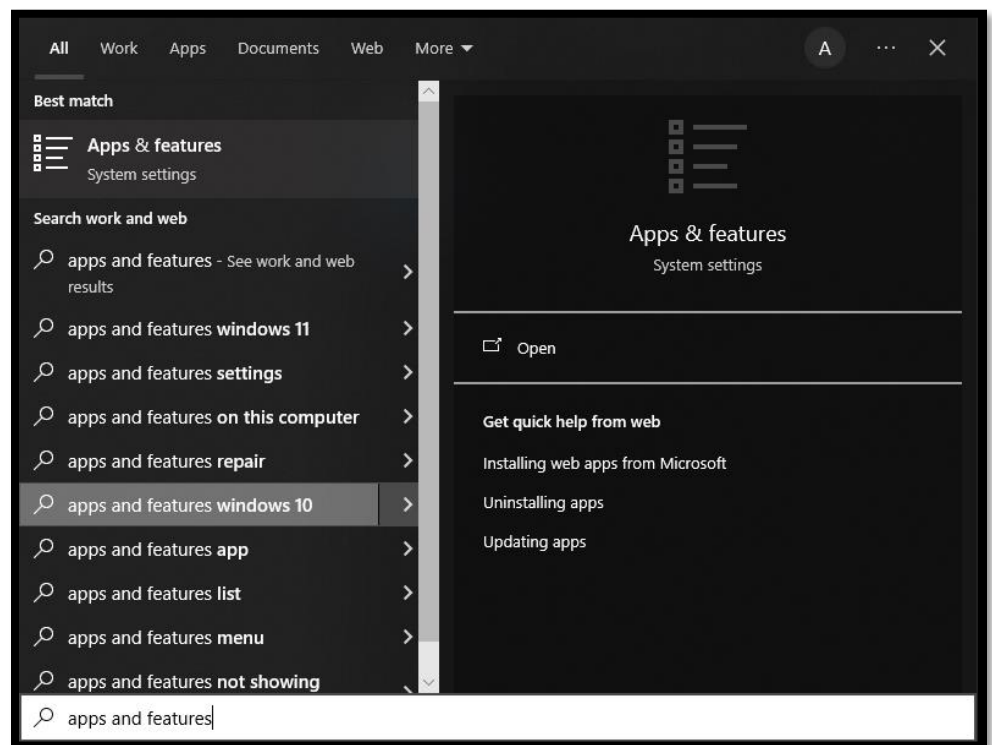 All Work Apps Documents Web More A ...
Best match
Apps & features
System settings
Search work and web
apps and features - See work and web
results
apps and features windows 11
apps and features settings
apps and features on this computer
apps and features repair
apps and features windows 10
apps and features app
apps and features list
apps and features menu
apps and features not showing
apps and features
Apps & features
System settings
Open
Get quick help from web
Installing web apps from Microsoft
Uninstalling apps
Updating apps